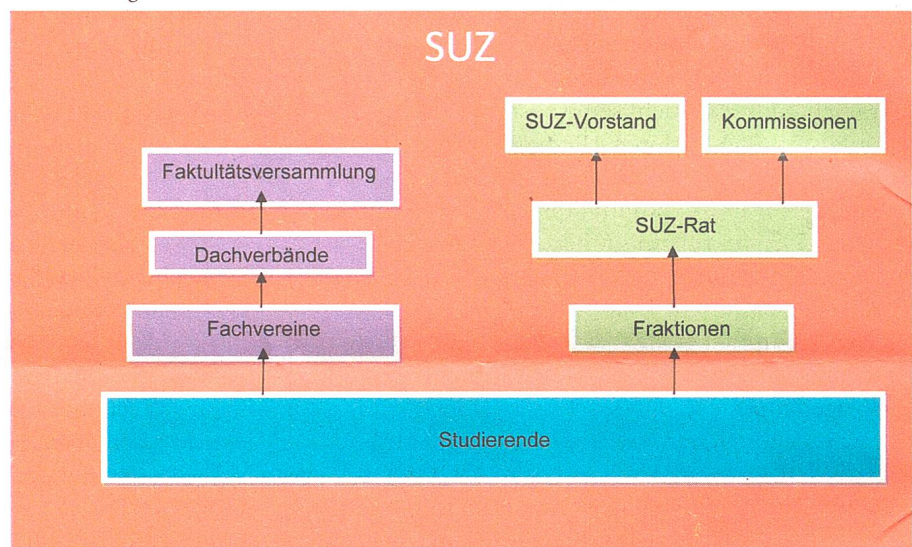 SUZ
SUZ-Vorstand
Kommissionen
Faktultätsversammlung
SUZ-Rat
Dachverbände
Fachvereine
Fraktionen
Studierende